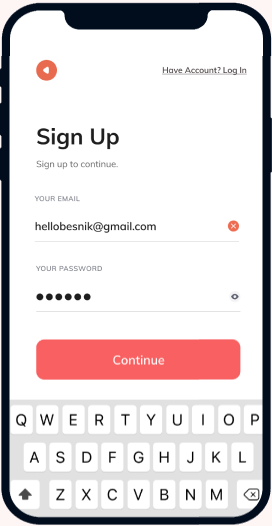 Have Account? Log In
Sign Up
Sign up to continue.
YOUR EMAIL
hellobesnik@gmail.com
YOUR PASSWORD
Continue
Q W E R T Y U I O P
A S D F G H J K L
Z X C V B N M